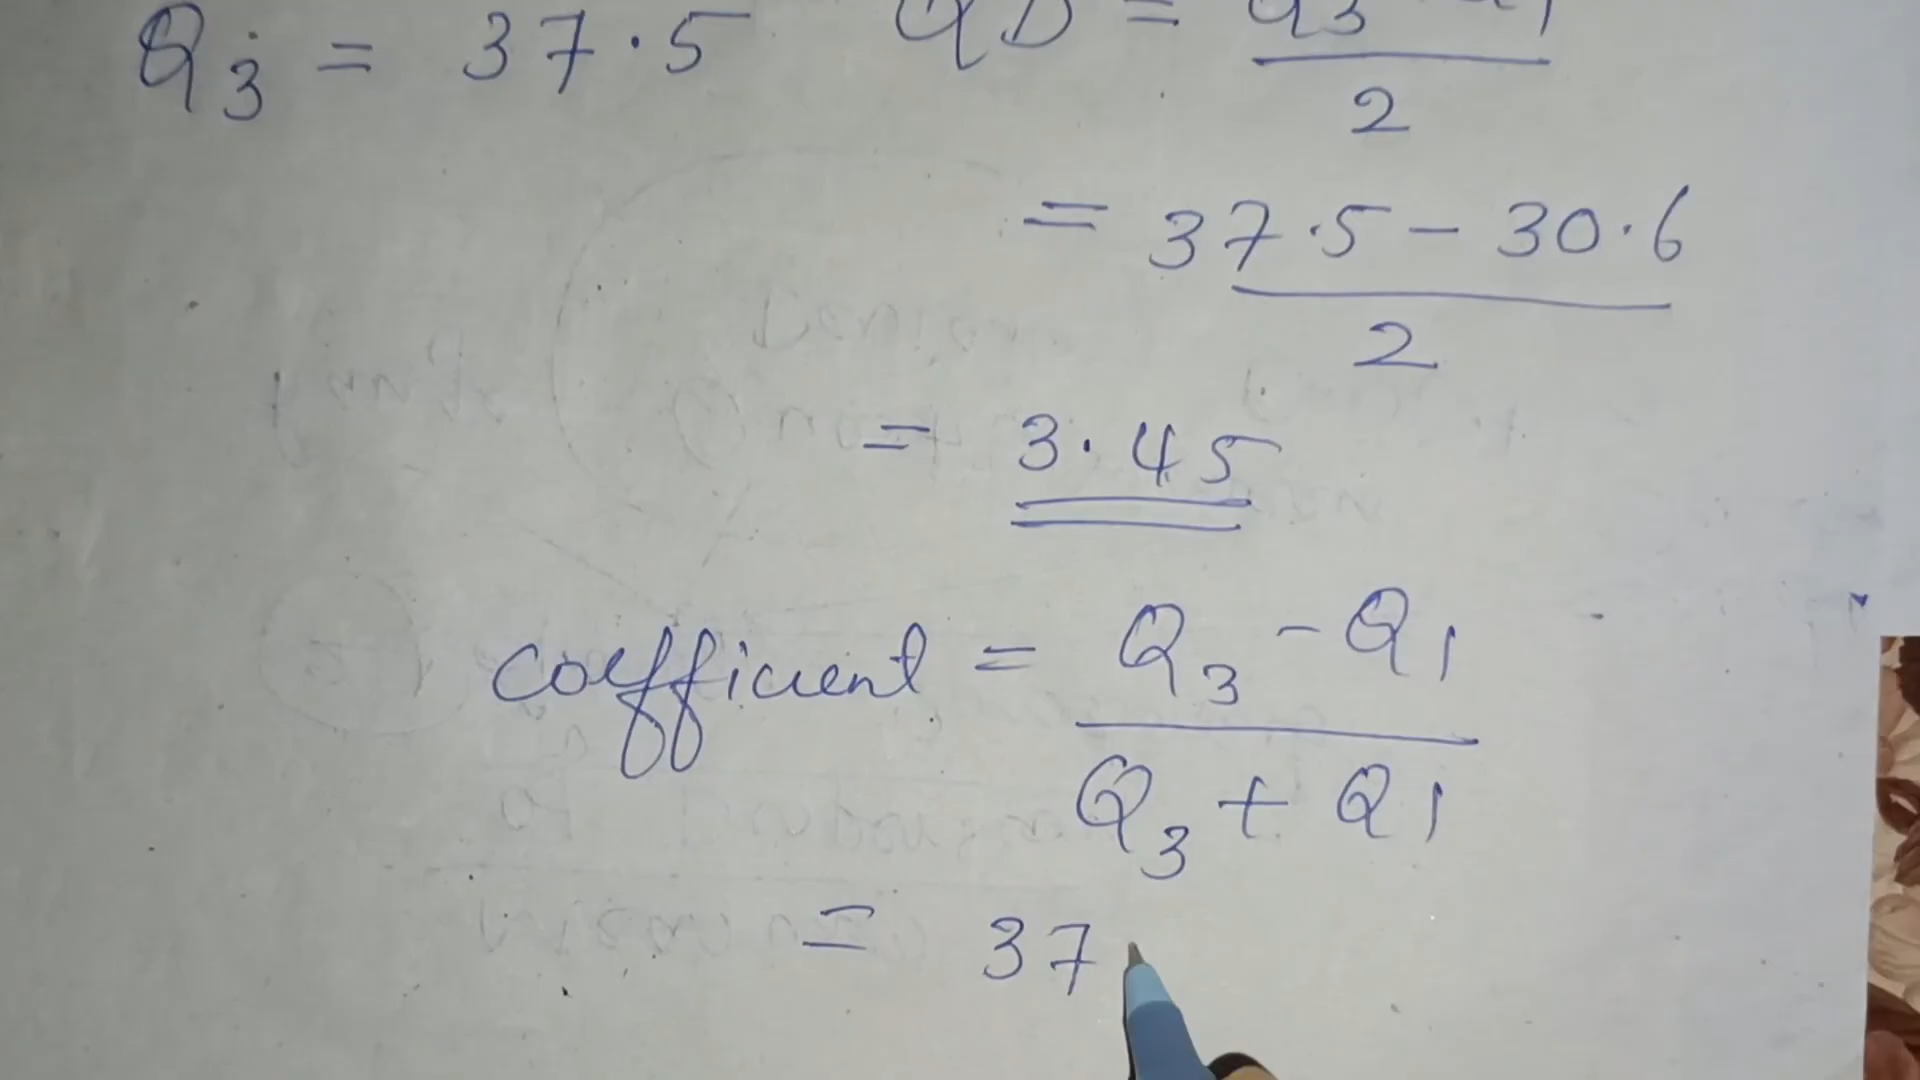 Q3 = 37.5 QD = Q3 - Q1
2
= 37.5 - 30.6
2
= 3.45
coefficient = Q3 - Q1
Q3 + Q1
= 37